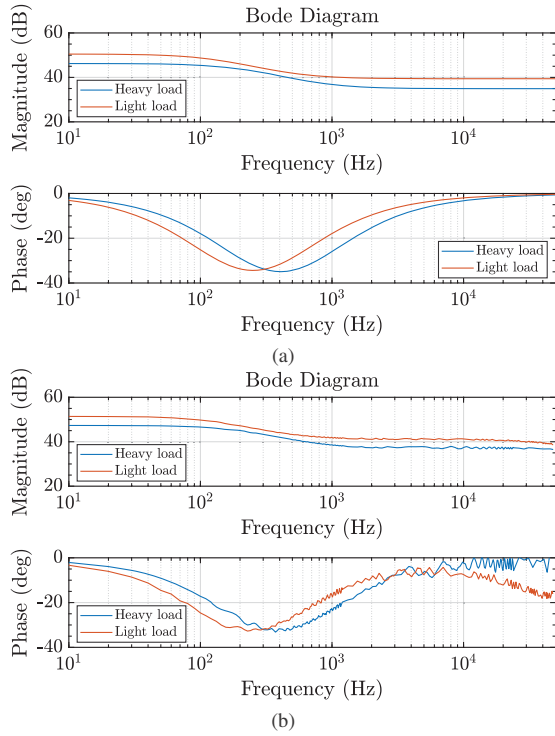 Bode Diagram
Magnitude (dB)
60
40
20
Heavy load
Light load
10^1 10^2 10^3 10^4
Frequency (Hz)
Phase (deg)
0
-20
-40
Heavy load
Light load
10^1 10^2 10^3 10^4
Frequency (Hz)
(a)
Bode Diagram
Magnitude (dB)
60
40
20
Heavy load
Light load
10^1 10^2 10^3 10^4
Frequency (Hz)
Phase (deg)
0
-20
-40
Heavy load
Light load
10^1 10^2 10^3 10^4
Frequency (Hz)
(b)